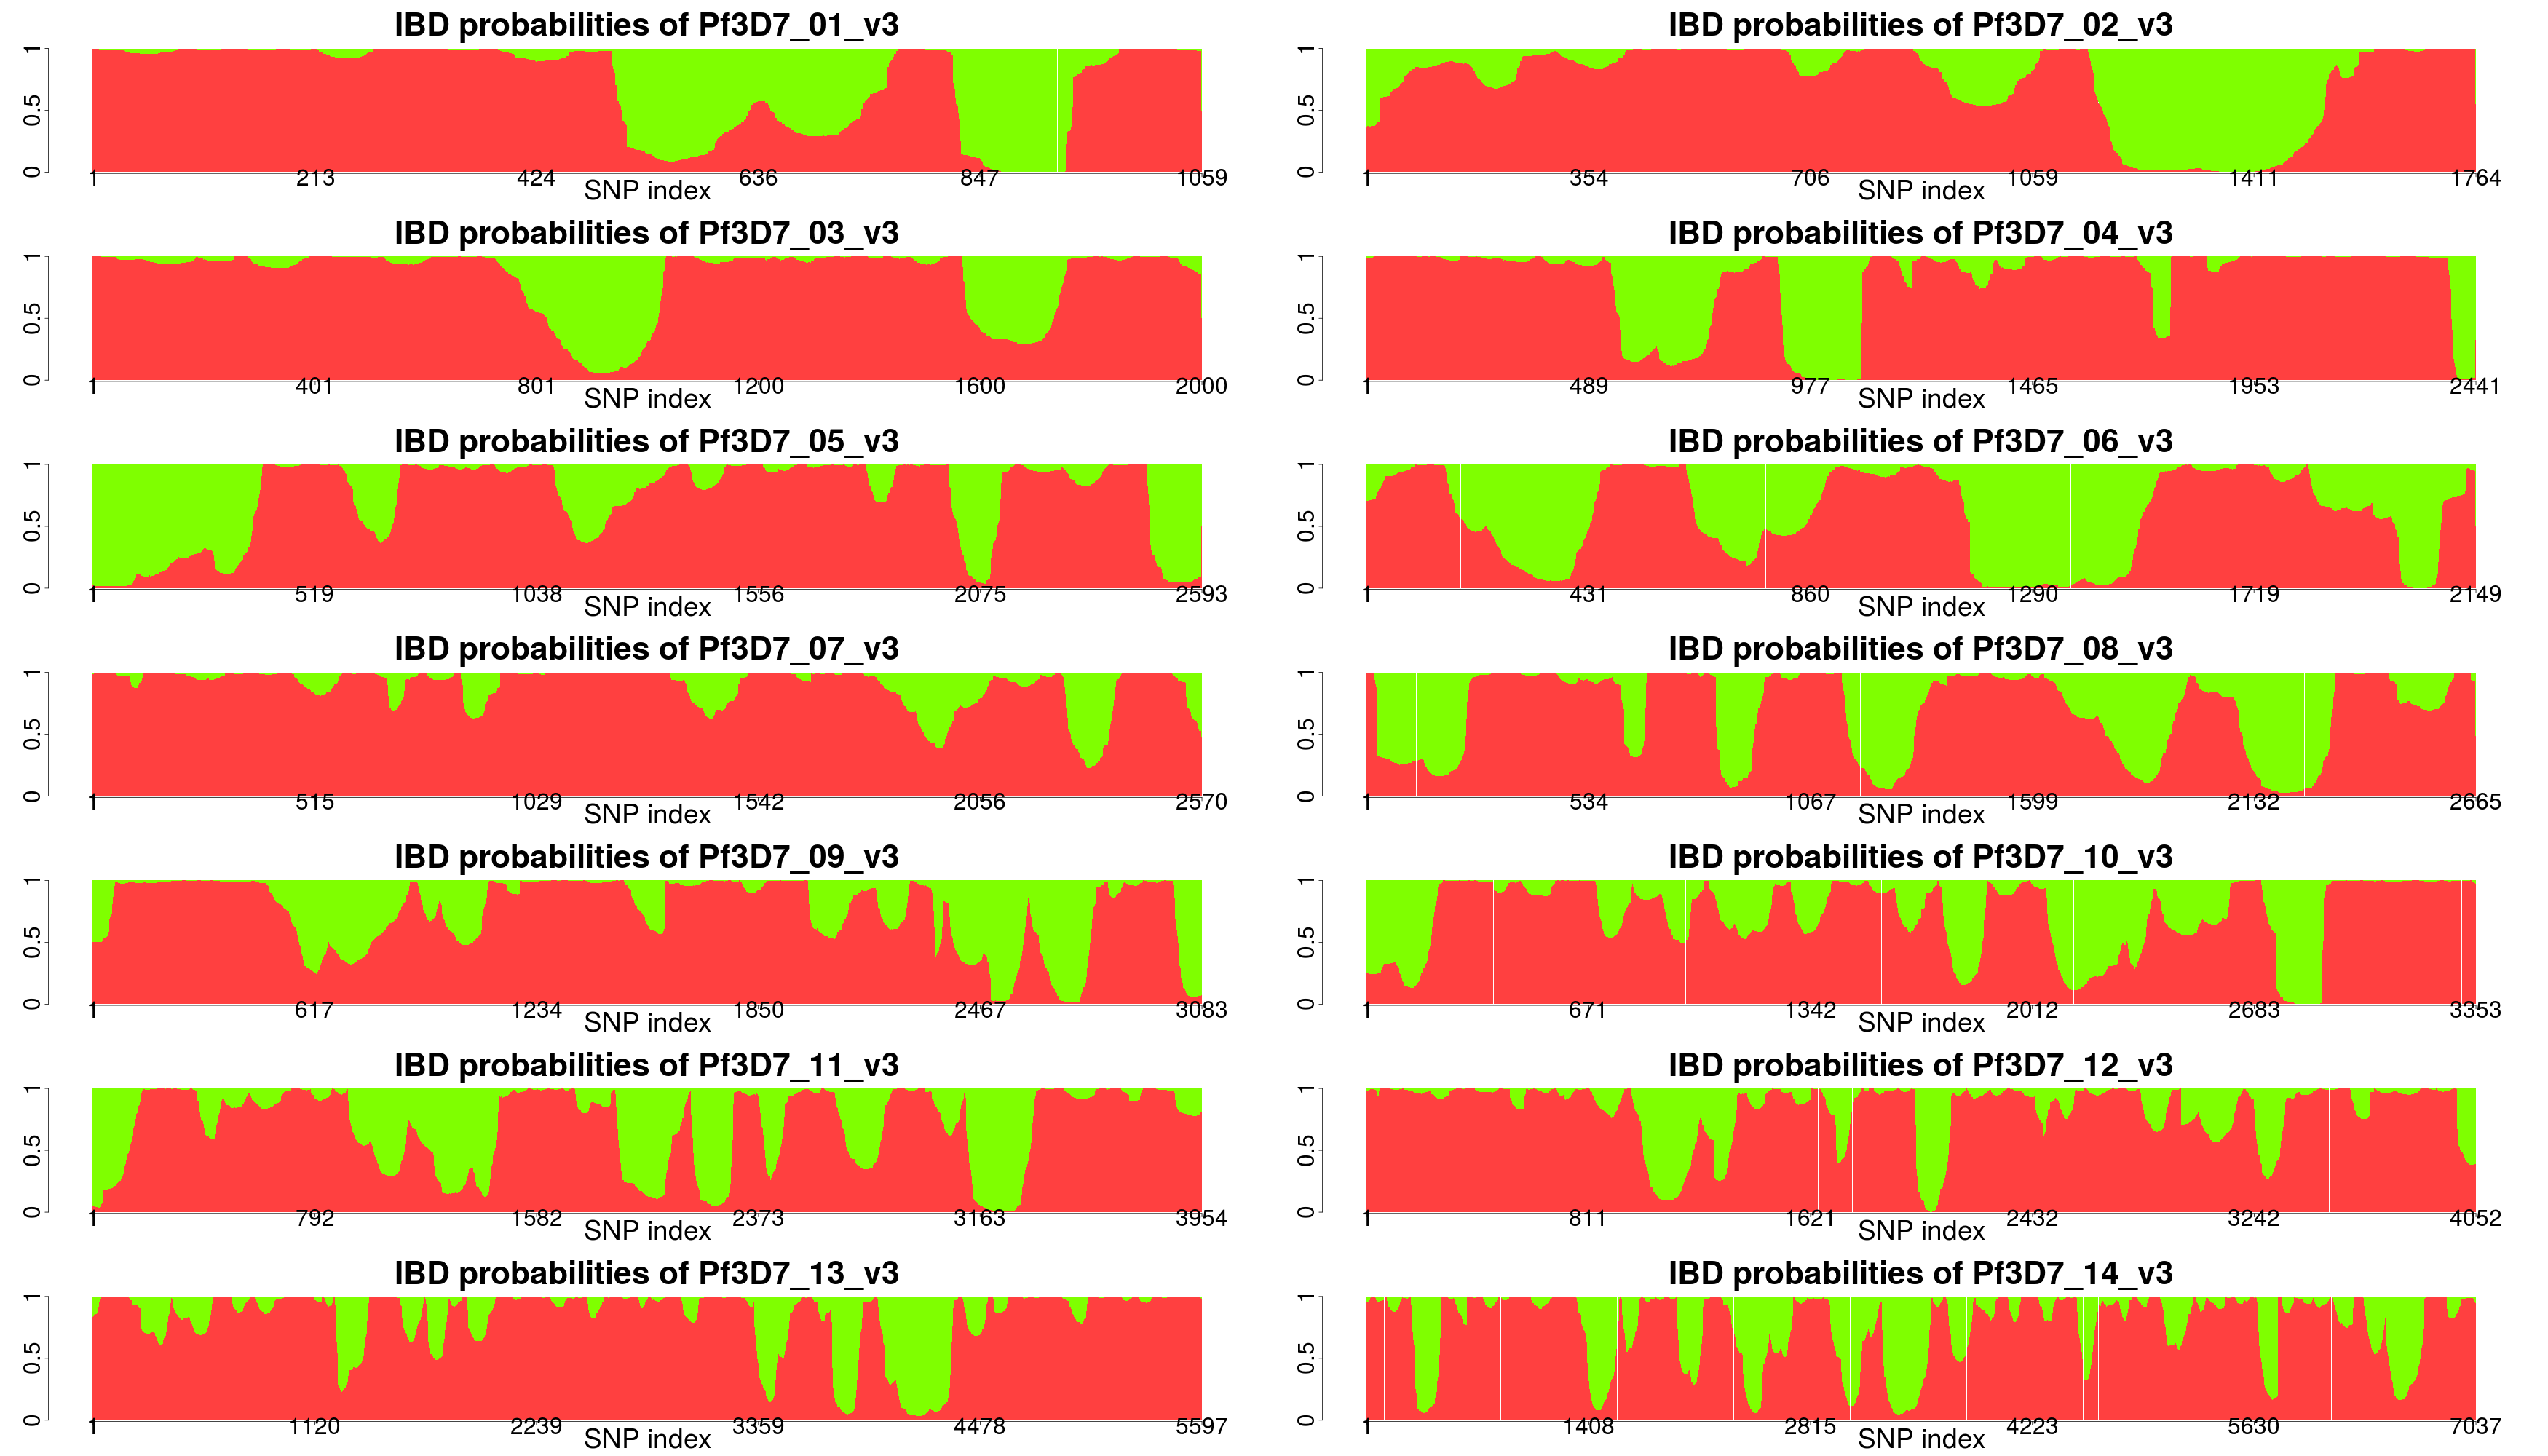 IBD probabilities of Pf3D7_01_v3
1
0.5
0
1 213 424 636 847 1059
SNP index
IBD probabilities of Pf3D7_02_v3
1
0.5
0
1 354 706 1059 1411 1764
SNP index
IBD probabilities of Pf3D7_03_v3
1
0.5
0
1 401 801 1200 1600 2000
SNP index
IBD probabilities of Pf3D7_04_v3
1
0.5
0
1 489 977 1465 1953 2441
SNP index
IBD probabilities of Pf3D7_05_v3
1
0.5
0
1 519 1038 1556 2075 2593
SNP index
IBD probabilities of Pf3D7_06_v3
1
0.5
0
1 431 860 1290 1719 2149
SNP index
IBD probabilities of Pf3D7_07_v3
1
0.5
0
1 515 1029 1542 2056 2570
SNP index
IBD probabilities of Pf3D7_08_v3
1
0.5
0
1 534 1067 1599 2132 2665
SNP index
IBD probabilities of Pf3D7_09_v3
1
0.5
0
1 617 1234 1850 2467 3083
SNP index
IBD probabilities of Pf3D7_10_v3
1
0.5
0
1 671 1342 2012 2683 3353
SNP index
IBD probabilities of Pf3D7_11_v3
1
0.5
0
1 792 1582 2373 3163 3954
SNP index
IBD probabilities of Pf3D7_12_v3
1
0.5
0
1 811 1621 2432 3242 4052
SNP index
IBD probabilities of Pf3D7_13_v3
1
0.5
0
1 1120 2239 3359 4478 5597
SNP index
IBD probabilities of Pf3D7_14_v3
1
0.5
0
1 1408 2815 4223 5630 7037
SNP index